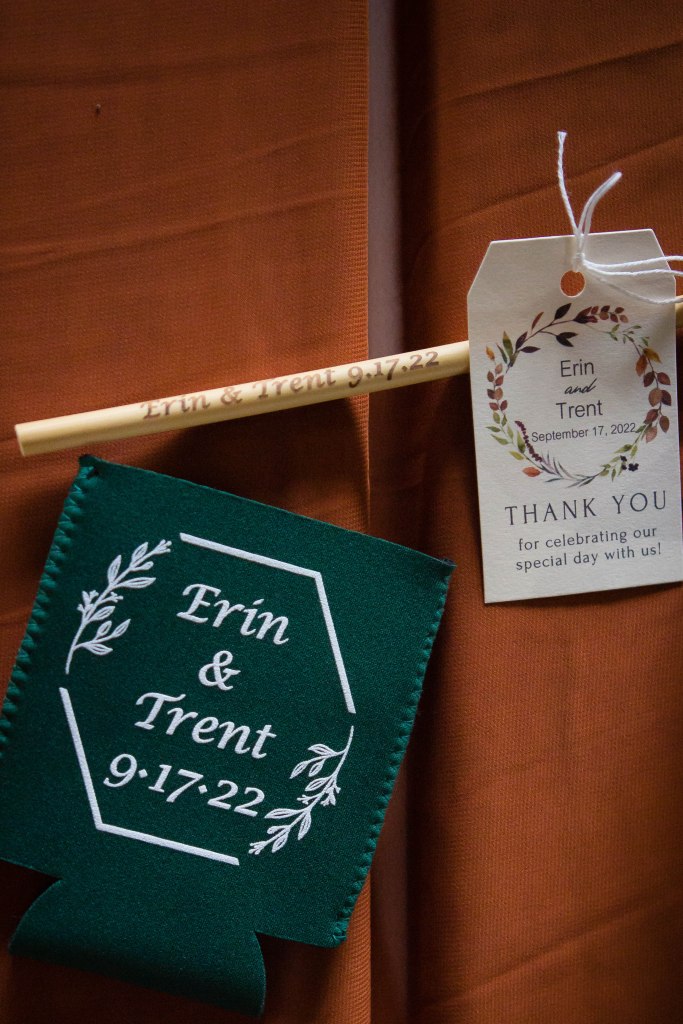 Erin & Trent 9.17.22
Erin
and
Trent
September 17, 2022
THANK YOU
for celebrating our
special day with us!
Erin
&
Trent
9•17•22